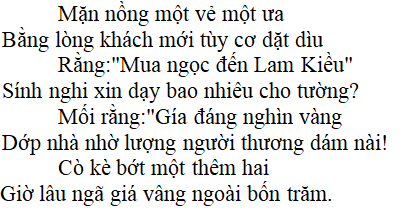 Mặn nồng một vẻ một ưa
Bằng lòng khách mới tùy cơ dặt dìu
Rằng:"Mua ngọc đến Lam Kiều"
Sính nghi xin dạy bao nhiêu cho tường?
Mối rằng:"Gía đáng nghìn vàng
Dớp nhà nhờ lượng người thương dám nài!
Cò kè bớt một thêm hai
Giờ lâu ngã giá vâng ngoài bốn trăm.